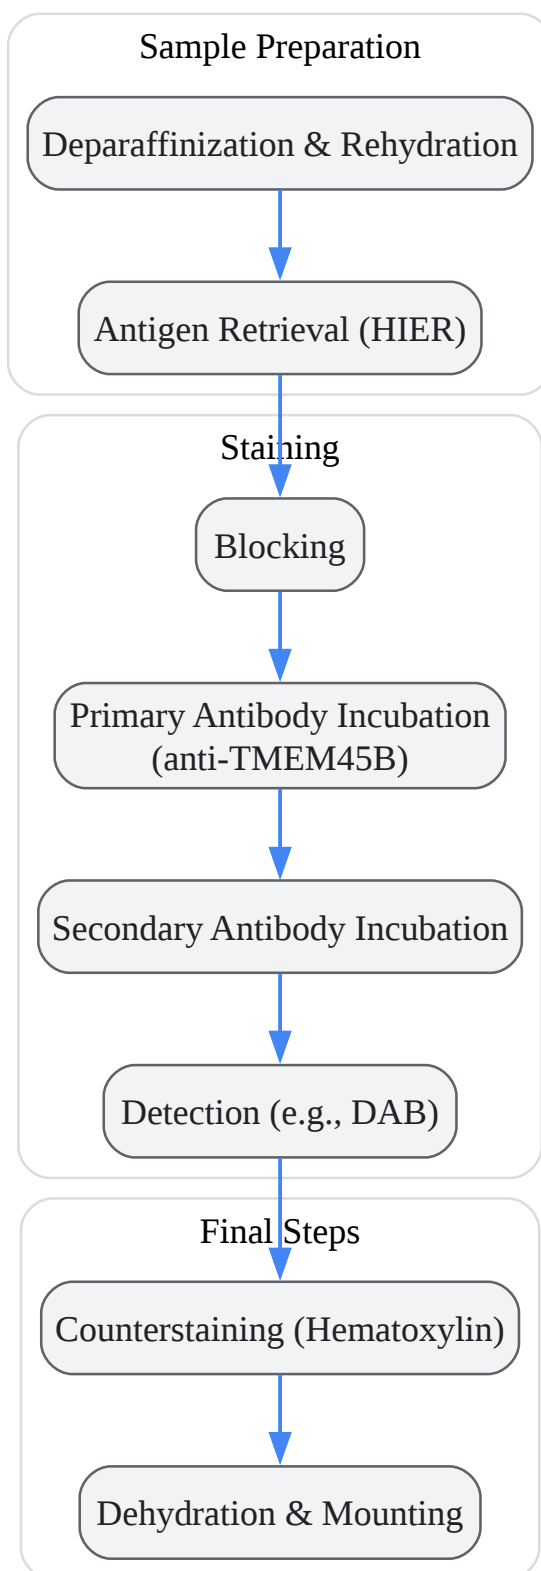 Sample Preparation
Deparaffinization & Rehydration
Antigen Retrieval (HIER)
Staining
Blocking
Primary Antibody Incubation
(anti-TMEM45B)
Secondary Antibody Incubation
Detection (e.g., DAB)
Final Steps
Counterstaining (Hematoxylin)
Dehydration & Mounting